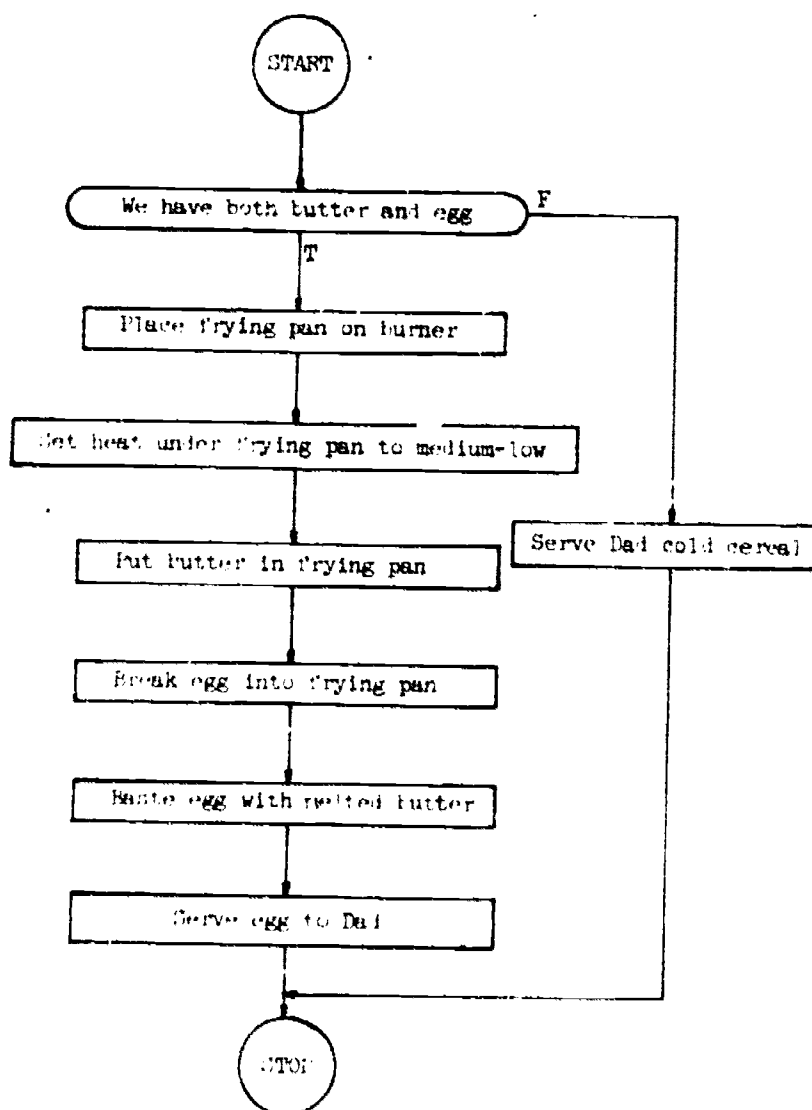 START
We have both butter and egg
F
T
Place frying pan on burner
Set heat under frying pan to medium-low
Put butter in frying pan
Serve Dad cold cereal
Break egg into frying pan
Baste egg with melted butter
Serve egg to Dad
STOP